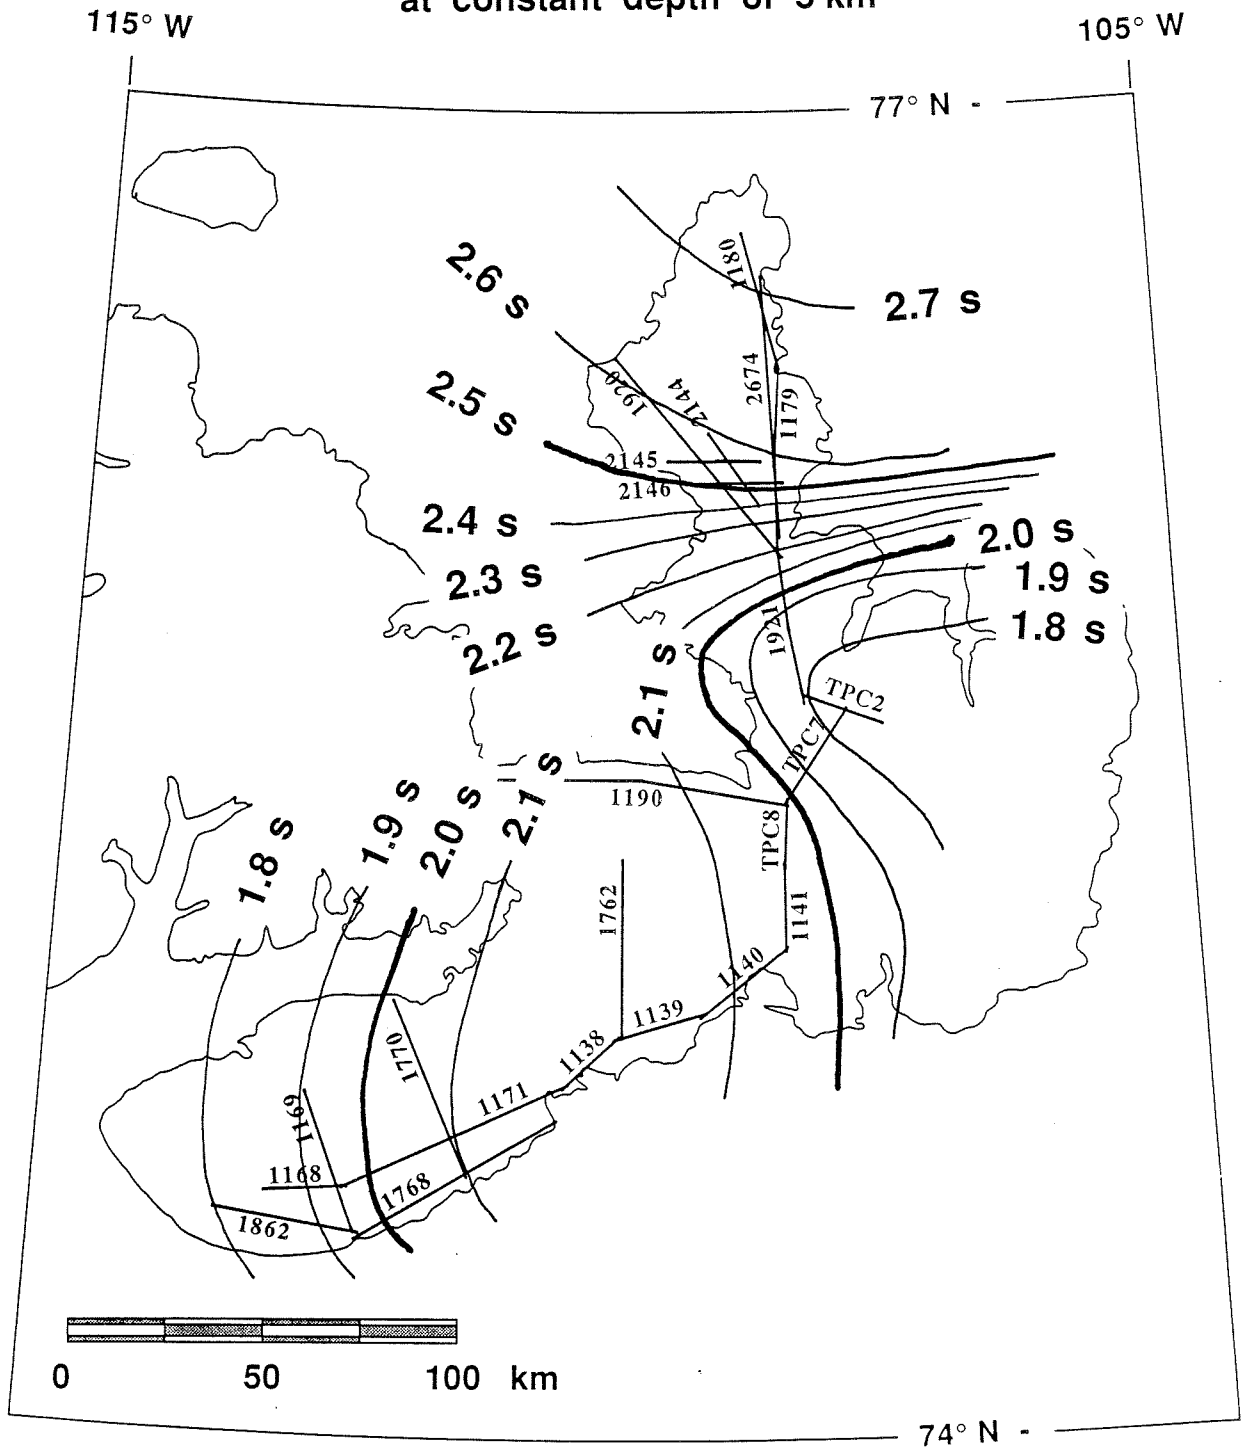 at constant depth of 5 km
115° W
105° W
77° N -
1180
2.6 s
2.7 s
2674
1920
2144
1179
2.5 s
2145
2146
2.4 s
2.0 s
2.3 s
1.9 s
2.2 s
1921
1.8 s
2.1 s
TPC2
TPC7
2.1 s
1190
1.9 s
2.0 s
1.8 s
TPC8
1762
1141
1140
1139
1770
1138
1171
1169
1168
1768
1862
0 50 100 km
74° N -